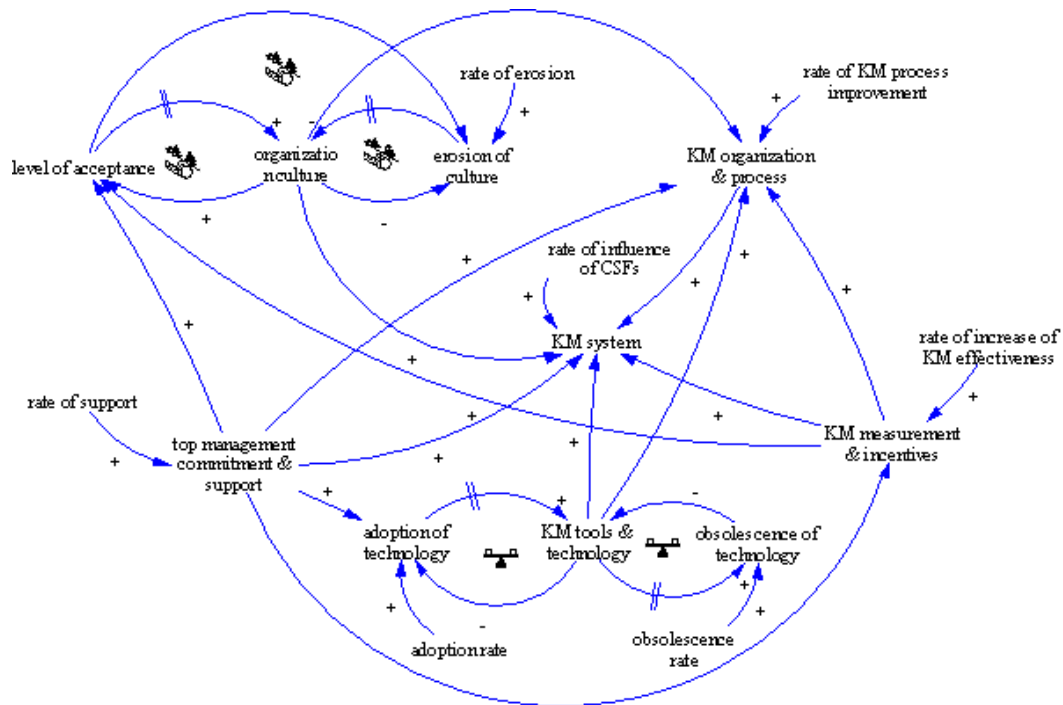 rate of erosion
rate of KM process
improvement
+
+
+
-
level of acceptance
organizatio
n culture
erosion of
culture
KM organization
& process
+
-
rate of influence
of CSFs
+
+
+
+
+
KM system
rate of increase of
KM effectiveness
+
+
rate of support
+
+
+
+
top management
commitment &
support
KM measurement
& incentives
+
+
+
+
-
adoption of
technology
KM tools &
technology
obsolescence of
technology
+
+
+
-
adoption rate
obsolescence
rate